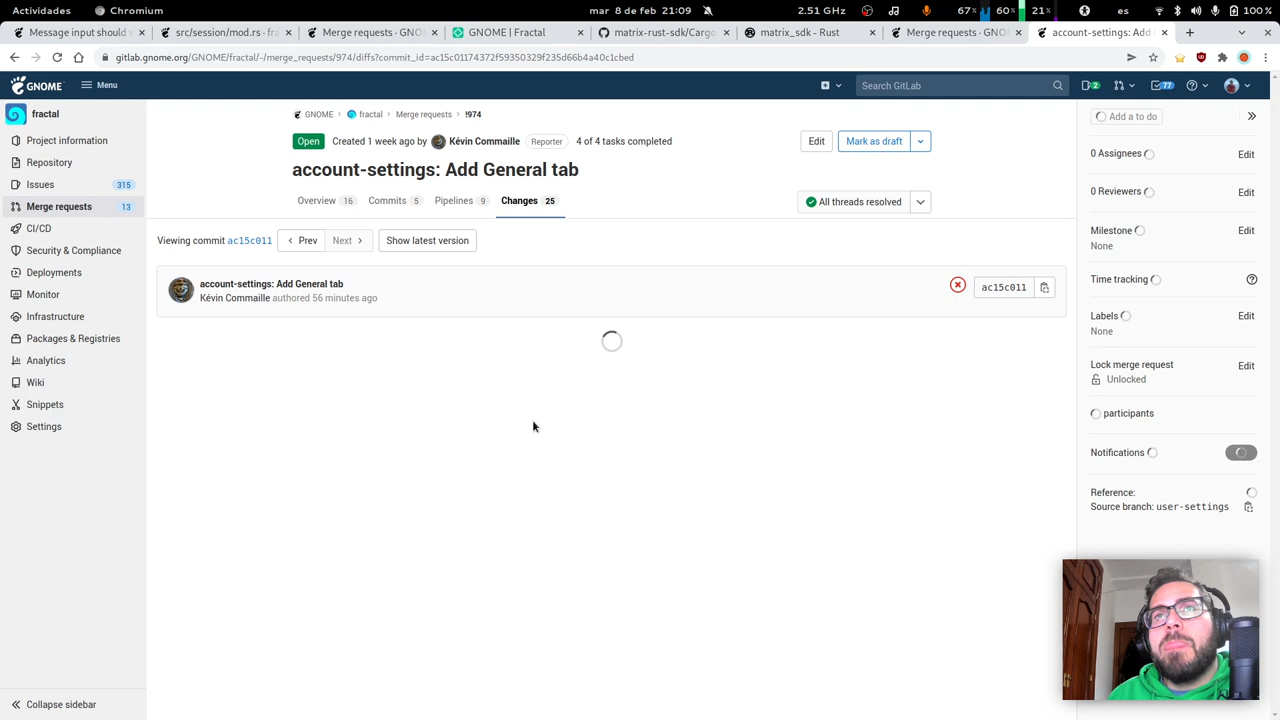 Actividades
Chromium
mar 8 de feb 21:09
2.51 GHz
67%
60%
21%
es
100 %
Message input should
src/session/mod.rs · fra
Merge requests · GNO
GNOME | Fractal
matrix-rust-sdk/Cargo
matrix_sdk - Rust
Merge requests · GNO
account-settings: Add
gitlab.gnome.org/GNOME/fractal/-/merge_requests/974/diffs?commit_id=ac15c01174372f59350329f235d66b4a40c1cbed
GNOME
Menu
Search GitLab
2
77
fractal
Project information
Repository
Issues 315
Merge requests 13
CI/CD
Security & Compliance
Deployments
Monitor
Infrastructure
Packages & Registries
Analytics
Wiki
Snippets
Settings
Collapse sidebar
GNOME > fractal > Merge requests > !974
Open Created 1 week ago by Kévin Commaille Reporter 4 of 4 tasks completed
Edit
Mark as draft
account-settings: Add General tab
Overview 16
Commits 5
Pipelines 9
Changes 25
All threads resolved
Viewing commit ac15c011
Prev
Next
Show latest version
account-settings: Add General tab
Kévin Commaille authored 56 minutes ago
ac15c011
Add a to do
0 Assignees
Edit
0 Reviewers
Edit
Milestone
Edit
None
Time tracking
Labels
Edit
None
Lock merge request
Edit
Unlocked
participants
Notifications
Reference:
Source branch: user-settings